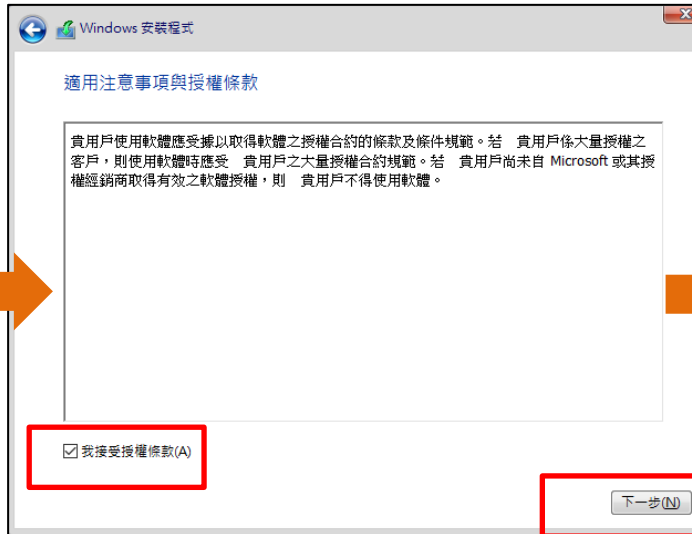 Windows 安裝程式
適用注意事項與授權條款
貴用戶使用軟體應受據以取得軟體之授權合約的條款及條件規範。若　貴用戶係大量授權之
客戶，則使用軟體時應受　貴用戶之大量授權合約規範。若　貴用戶尚未自 Microsoft 或其授
權經銷商取得有效之軟體授權，則　貴用戶不得使用軟體。
我接受授權條款(A)
下一步(N)